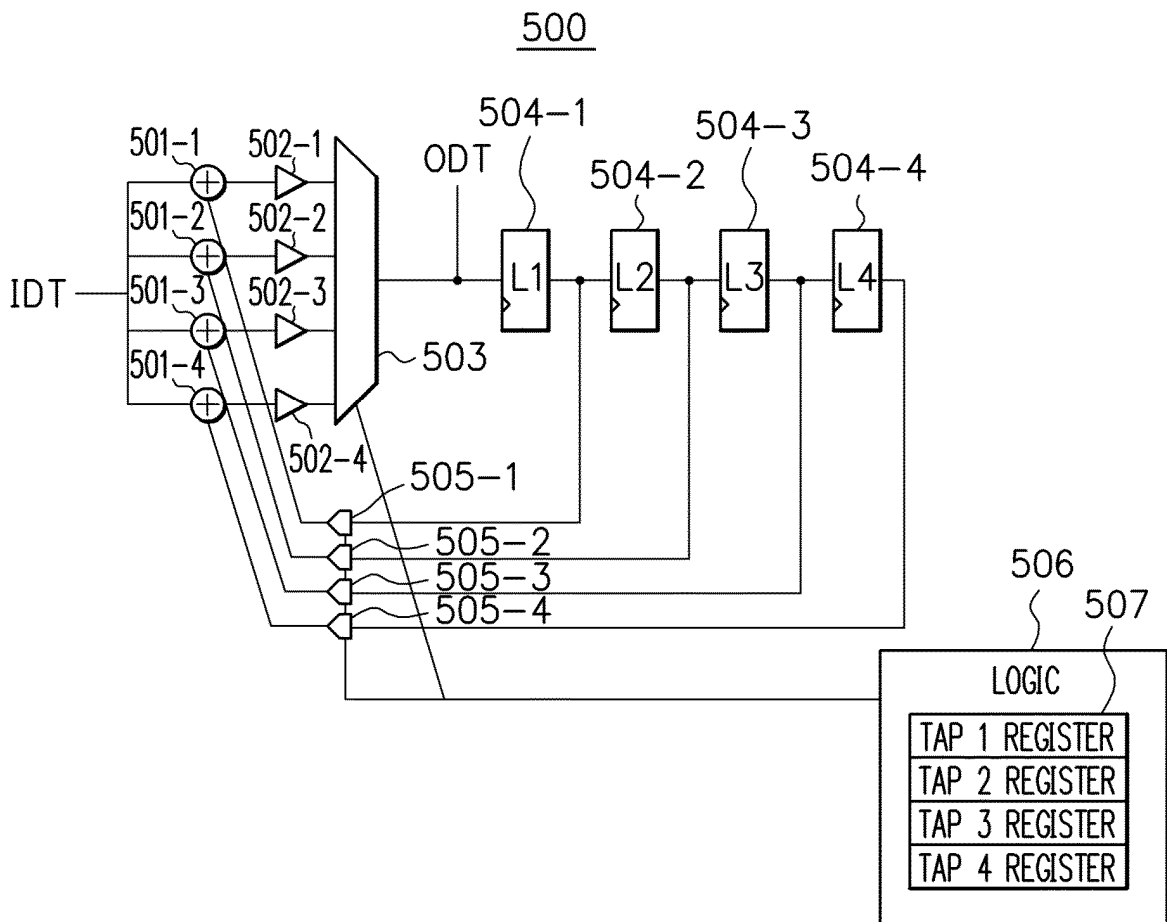 500
504-1
504-3
501-1
502-1
ODT
504-2
504-4
501-2
502-2
IDT
501-3
502-3
L1
L2
L3
L4
503
501-4
502-4
505-1
505-2
505-3
505-4
506
507
LOGIC
TAP 1 REGISTER
TAP 2 REGISTER
TAP 3 REGISTER
TAP 4 REGISTER